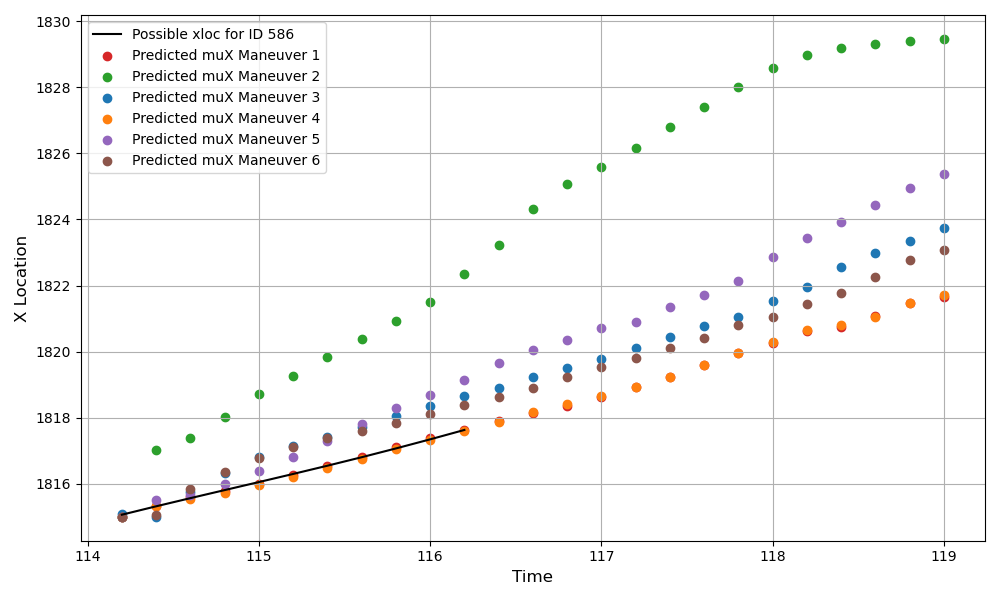 Possible xloc for ID 586
Predicted muX Maneuver 1
Predicted muX Maneuver 2
Predicted muX Maneuver 3
Predicted muX Maneuver 4
Predicted muX Maneuver 5
Predicted muX Maneuver 6
1830
1828
1826
1824
1822
1820
1818
1816
X Location
114 115 116 117 118 119
Time